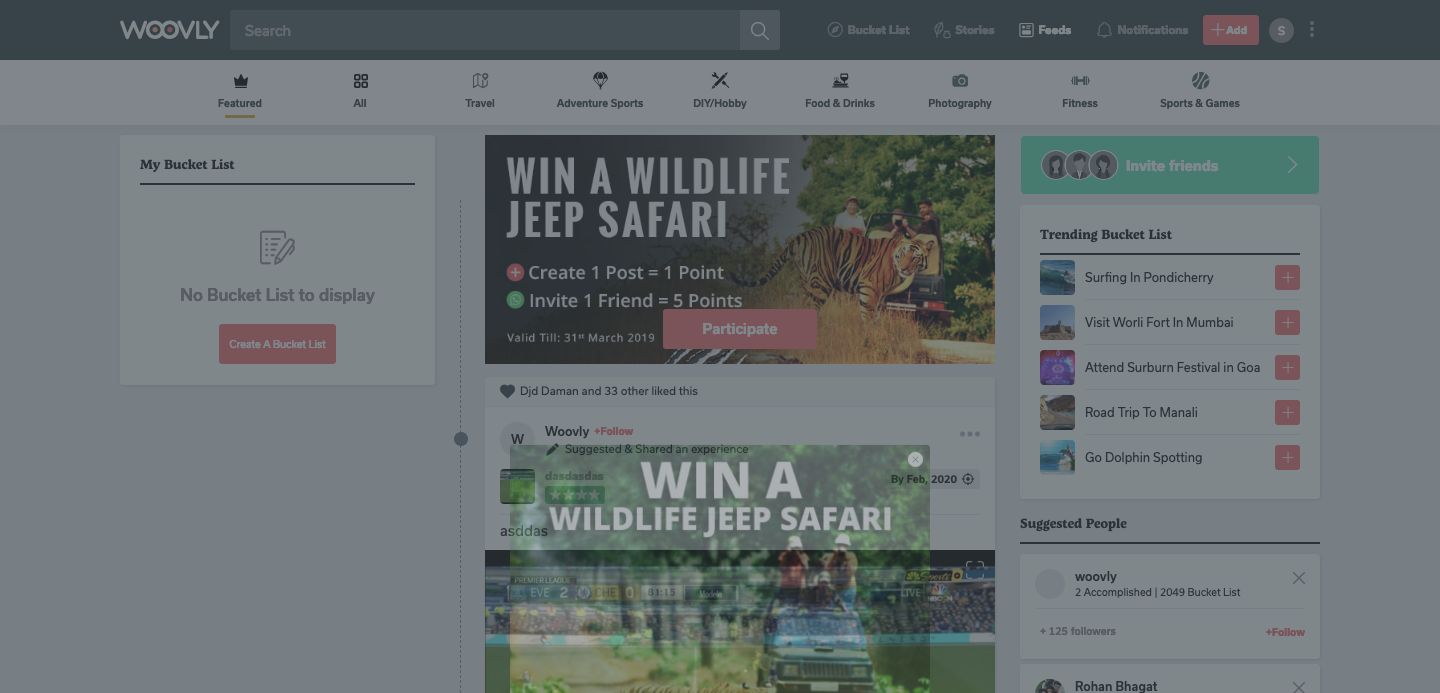 WOOVLY
Search
Bucket List
Stories
Feeds
Notifications
Add
S
Featured
All
Travel
Adventure Sports
DIY/Hobby
Food & Drinks
Photography
Fitness
Sports & Games
My Bucket List
No Bucket List to display
Create A Bucket List
WIN A WILDLIFE
JEEP SAFARI
Create 1 Post = 1 Point
Invite 1 Friend = 5 Points
Valid Till: 31st March 2019
Participate
Djd Daman and 33 other liked this
W
Woovly +Follow
Suggested & Shared an experience
dasdasdas
By Feb, 2020
asddas
WIN A
WILDLIFE JEEP SAFARI
PREMIER LEAGUE
EVE 2 CHE 0 81:15
LIVE
Invite friends
Trending Bucket List
Surfing In Pondicherry
Visit Worli Fort In Mumbai
Attend Surburn Festival in Goa
Road Trip To Manali
Go Dolphin Spotting
Suggested People
woovly
2 Accomplished | 2049 Bucket List
+ 125 followers
+Follow
Rohan Bhagat